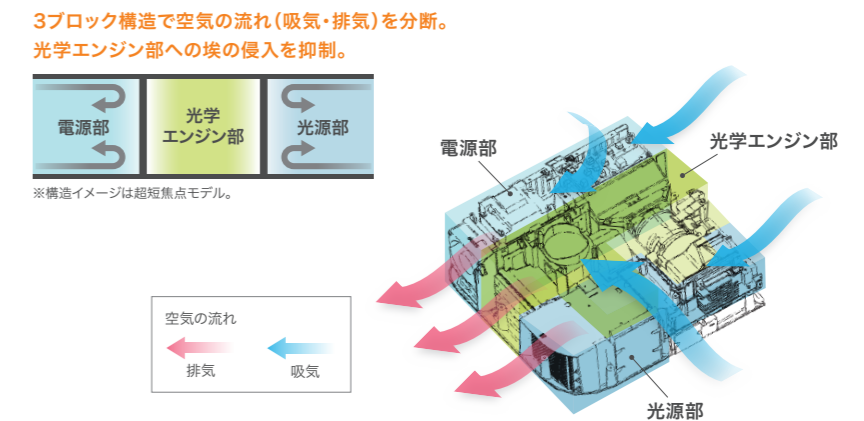 3ブロック構造で空気の流れ(吸気・排気)を分断。
光学エンジン部への埃の侵入を抑制。
電源部
光学
エンジン部
光源部
※構造イメージは超短焦点モデル。
電源部
光学エンジン部
空気の流れ
排気
吸気
光源部